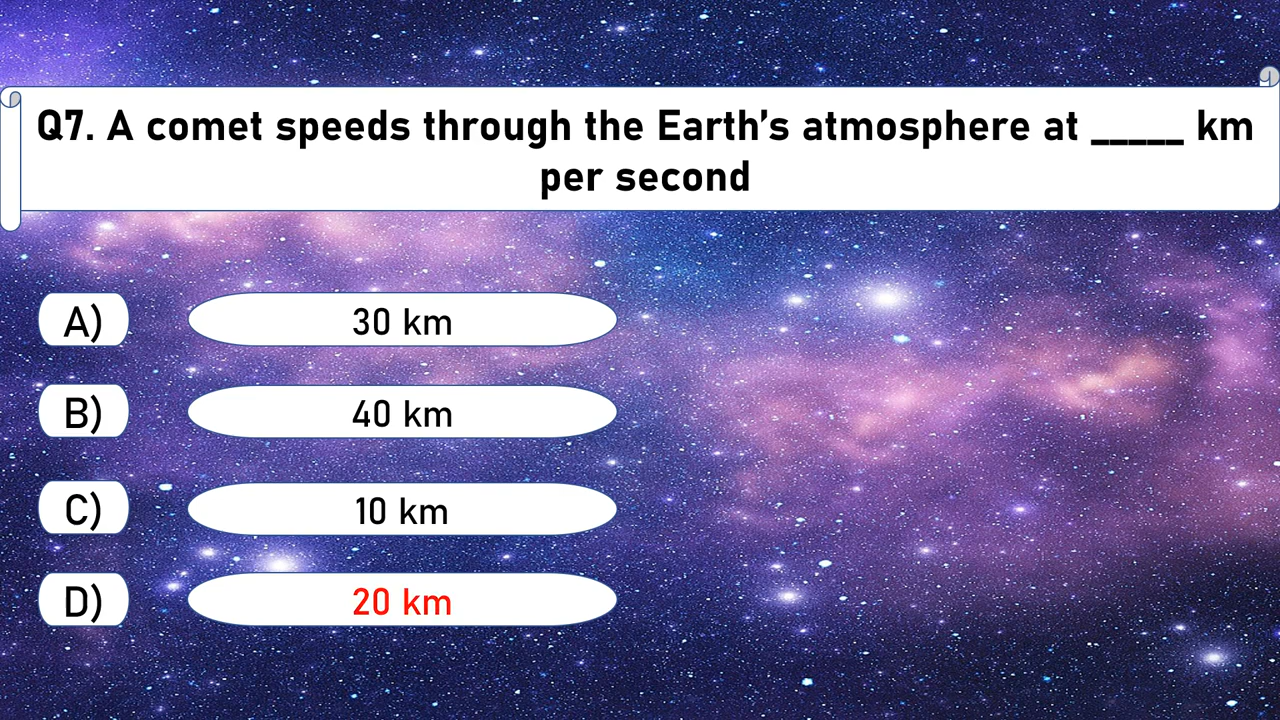 Q7. A comet speeds through the Earth's atmosphere at _____ km
per second
A) 30 km
B) 40 km
C) 10 km
D) 20 km